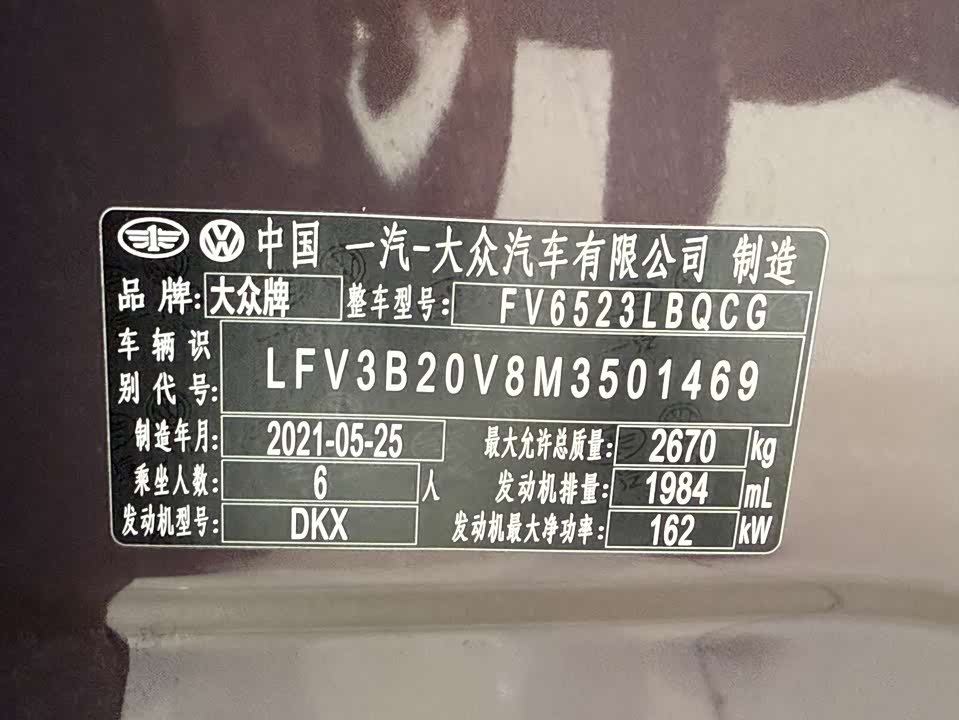 中国 一汽-大众汽车有限公司 制造
品牌: 大众牌 整车型号: FV6523LBQCG
车辆识别代号: LFV3B20V8M3501469
制造年月: 2021-05-25 最大允许总质量: 2670 kg
乘坐人数: 6 人 发动机排量: 1984 mL
发动机型号: DKX 发动机最大净功率: 162 kW